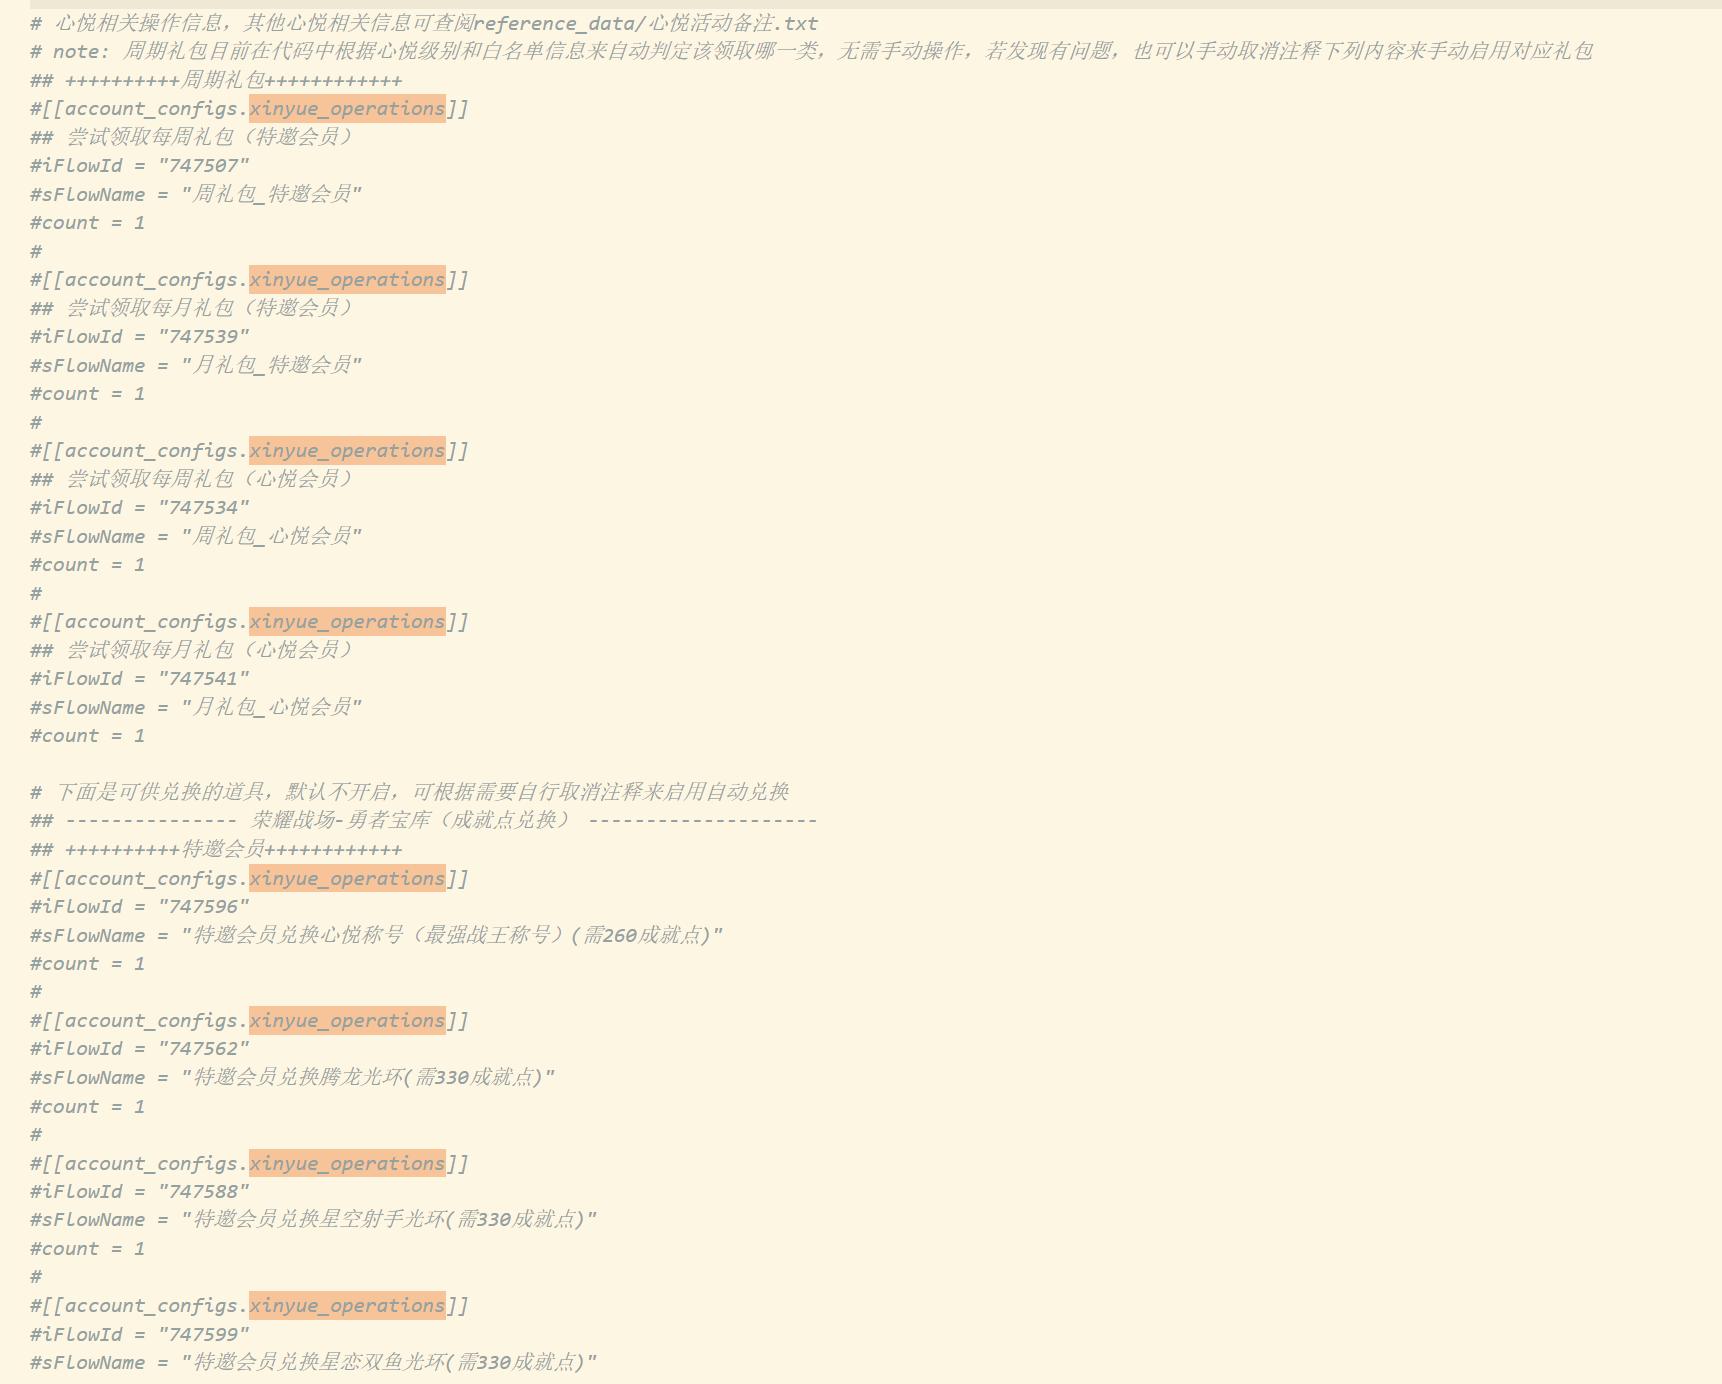 # 心悦相关操作信息，其他心悦相关信息可查阅reference_data/心悦活动备注.txt
# note: 周期礼包目前在代码中根据心悦级别和白名单信息来自动判定该领取哪一类，无需手动操作，若发现有问题，也可以手动取消注释下列内容来手动启用对应礼包
## ++++++++++周期礼包++++++++++++
#[[account_configs.xinyue_operations]]
## 尝试领取每周礼包（特邀会员）
#iFlowId = "747507"
#sFlowName = "周礼包_特邀会员"
#count = 1
#
#[[account_configs.xinyue_operations]]
## 尝试领取每月礼包（特邀会员）
#iFlowId = "747539"
#sFlowName = "月礼包_特邀会员"
#count = 1
#
#[[account_configs.xinyue_operations]]
## 尝试领取每周礼包（心悦会员）
#iFlowId = "747534"
#sFlowName = "周礼包_心悦会员"
#count = 1
#
#[[account_configs.xinyue_operations]]
## 尝试领取每月礼包（心悦会员）
#iFlowId = "747541"
#sFlowName = "月礼包_心悦会员"
#count = 1
# 下面是可供兑换的道具，默认不开启，可根据需要自行取消注释来启用自动兑换
## --------------- 荣耀战场-勇者宝库（成就点兑换） --------------------
## ++++++++++特邀会员++++++++++++
#[[account_configs.xinyue_operations]]
#iFlowId = "747596"
#sFlowName = "特邀会员兑换心悦称号（最强战王称号）(需260成就点)"
#count = 1
#
#[[account_configs.xinyue_operations]]
#iFlowId = "747562"
#sFlowName = "特邀会员兑换腾龙光环(需330成就点)"
#count = 1
#
#[[account_configs.xinyue_operations]]
#iFlowId = "747588"
#sFlowName = "特邀会员兑换星空射手光环(需330成就点)"
#count = 1
#
#[[account_configs.xinyue_operations]]
#iFlowId = "747599"
#sFlowName = "特邀会员兑换星恋双鱼光环(需330成就点)"